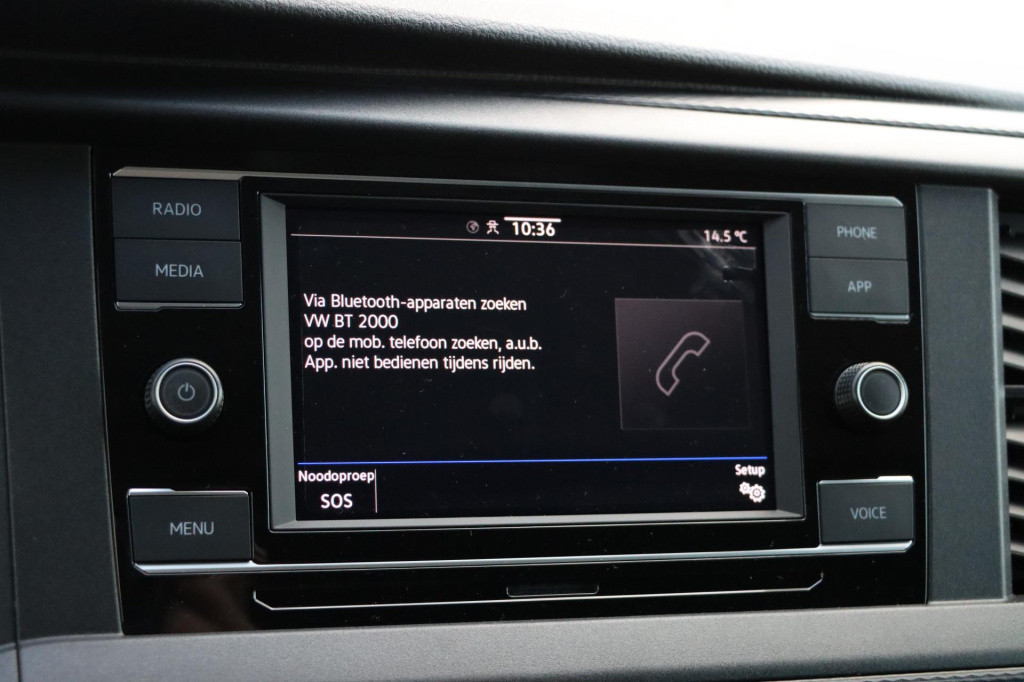 RADIO
MEDIA
MENU
10:36
14.5 °C
Via Bluetooth-apparaten zoeken
VW BT 2000
op de mob. telefoon zoeken, a.u.b.
App. niet bedienen tijdens rijden.
Noodoproep
SOS
Setup
PHONE
APP
VOICE